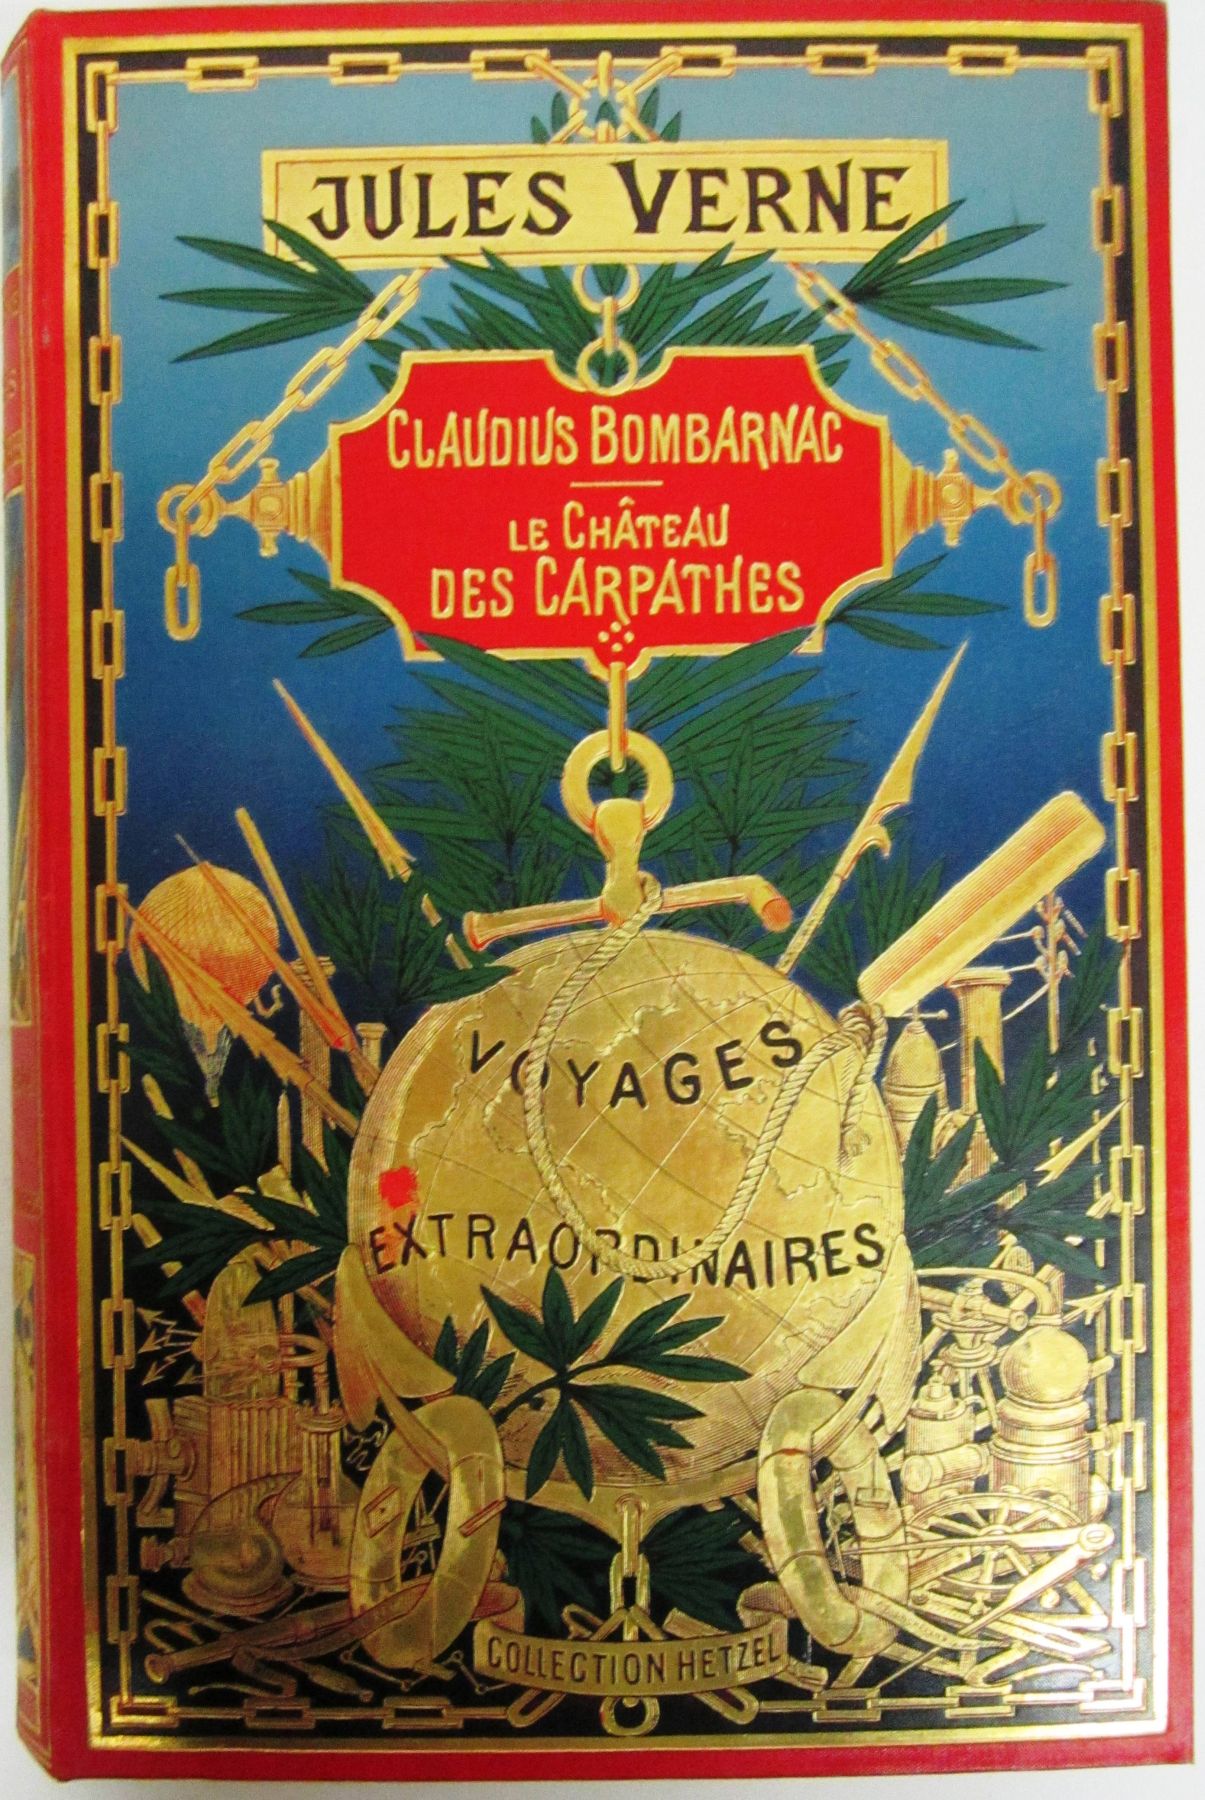 JULES VERNE
CLAUDIUS BOMBARNAC
LE CHÂTEAU
DES CARPATHES
VOYAGES
EXTRAORDINAIRES
COLLECTION HETZEL